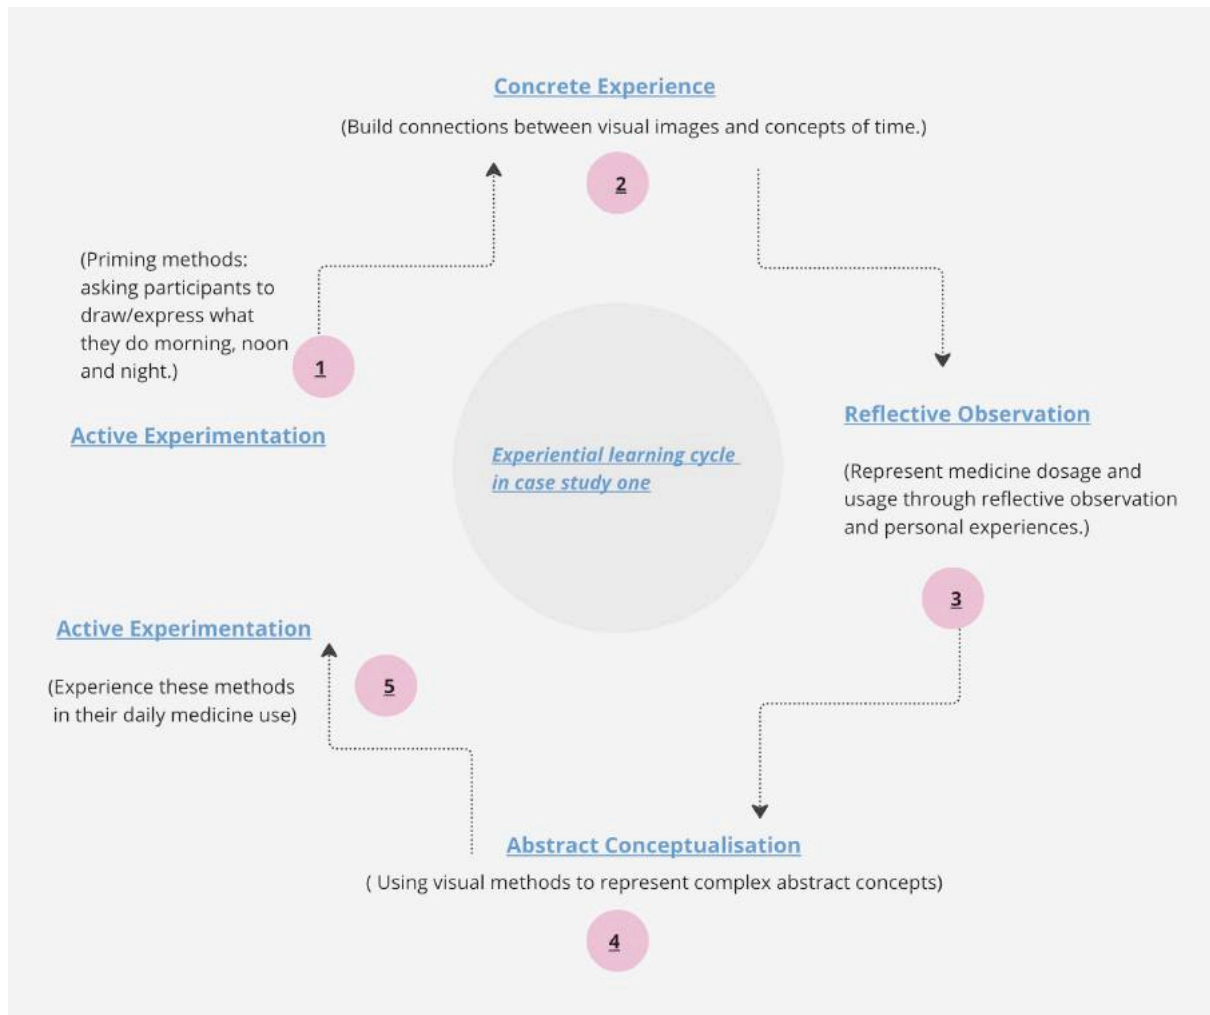 Concrete Experience
(Build connections between visual images and concepts of time.)
2
(Priming methods:
asking participants to
draw/express what
they do morning, noon
and night.)
1
Active Experimentation
Reflective Observation
(Represent medicine dosage and
usage through reflective observation
and personal experiences.)
3
Experiential learning cycle
in case study one
Active Experimentation
(Experience these methods
in their daily medicine use)
5
Abstract Conceptualisation
( Using visual methods to represent complex abstract concepts)
4